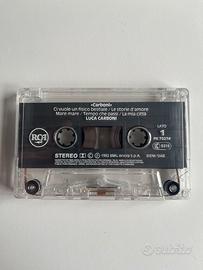 «Carboni»
Ci vuole un fisico bestiale / Le storie d'amore
Mare mare / Tempo che passa / La mia città
LUCA CARBONI
LATO
1
RCA
STEREO
1992 BMG Ariola S.p.A.
SIAE
Subito